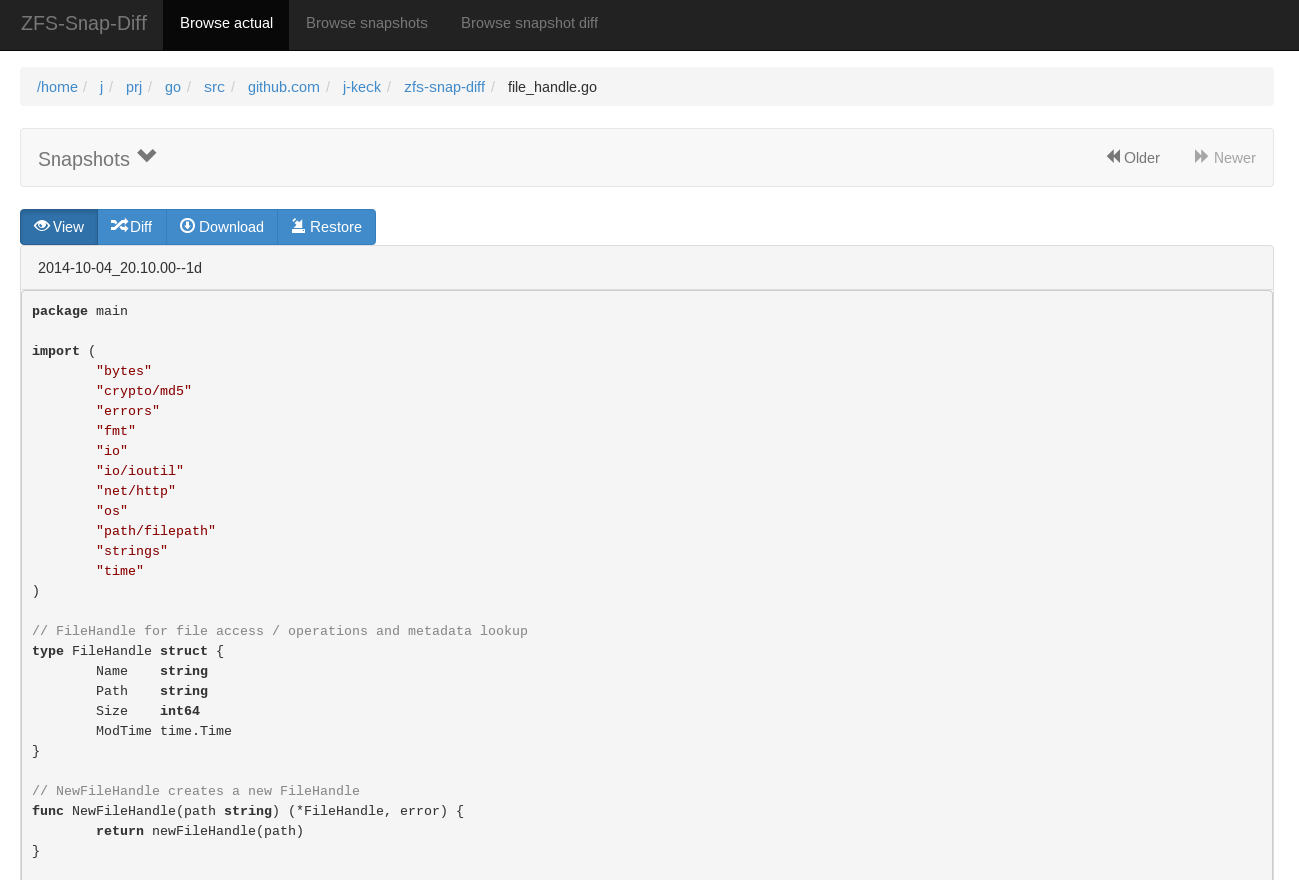 ZFS-Snap-Diff Browse actual Browse snapshots Browse snapshot diff
/home / j / prj / go / src / github.com / j-keck / zfs-snap-diff / file_handle.go
Snapshots Older Newer
View Diff Download Restore
2014-10-04_20.10.00--1d
package main
import (
"bytes"
"crypto/md5"
"errors"
"fmt"
"io"
"io/ioutil"
"net/http"
"os"
"path/filepath"
"strings"
"time"
)
// FileHandle for file access / operations and metadata lookup
type FileHandle struct {
Name    string
Path    string
Size    int64
ModTime time.Time
}
// NewFileHandle creates a new FileHandle
func NewFileHandle(path string) (*FileHandle, error) {
return newFileHandle(path)
}